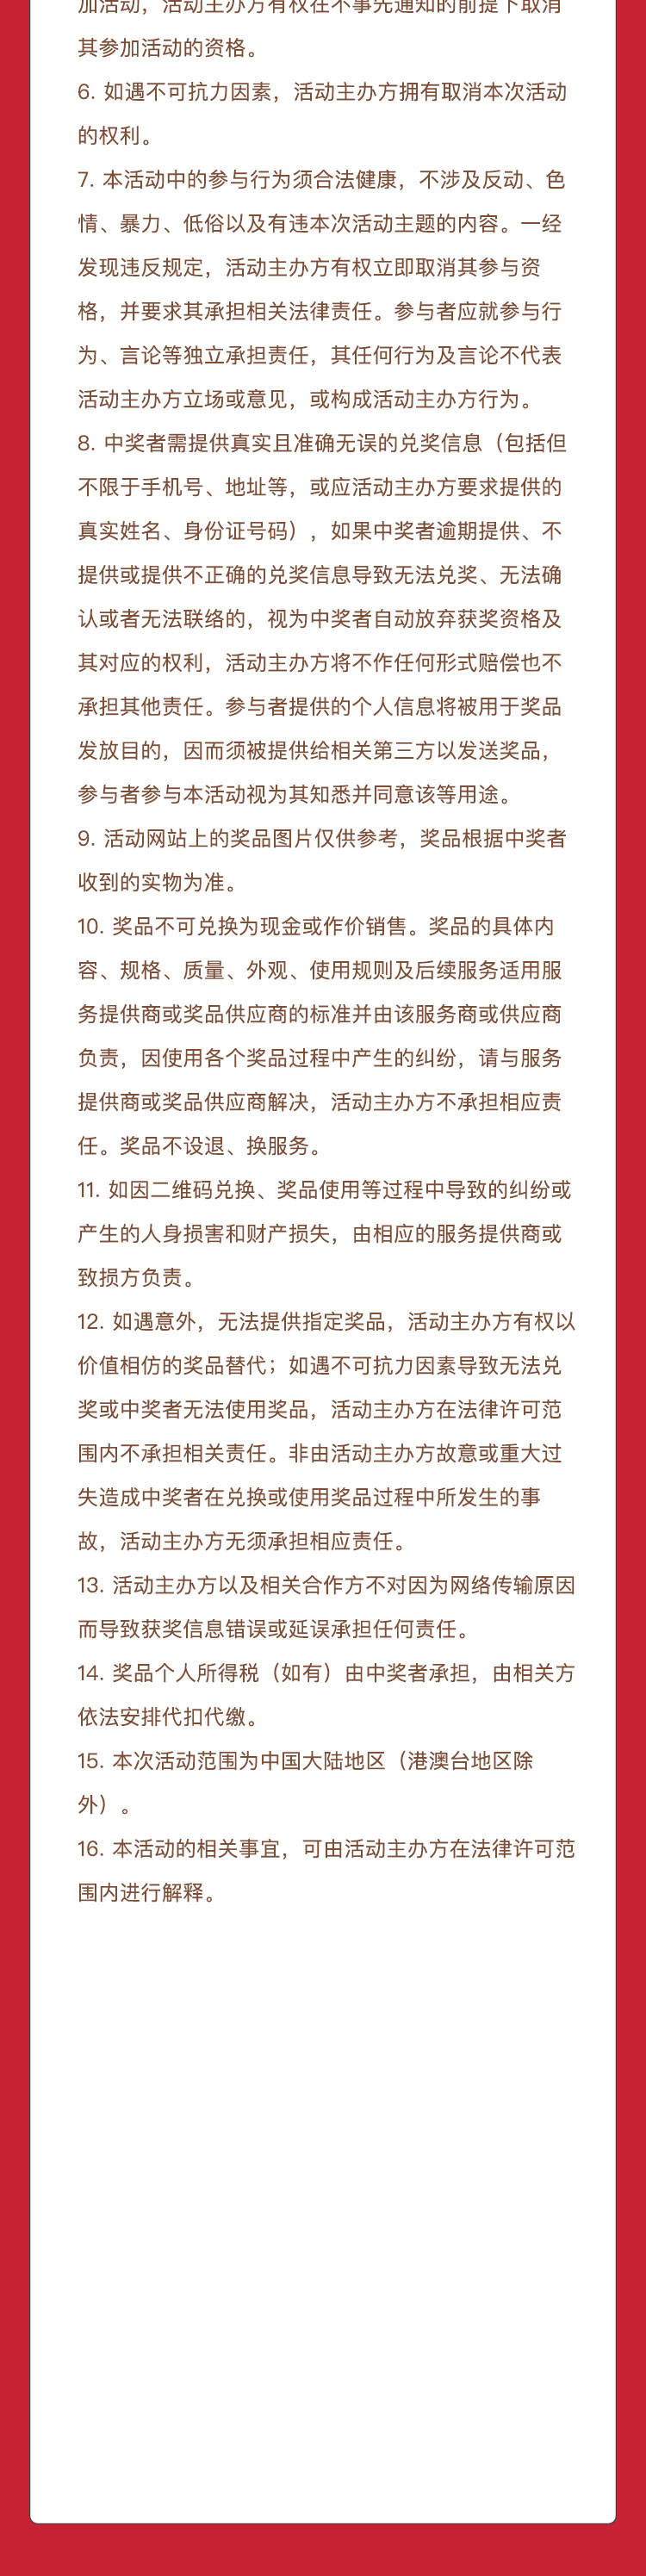 加活动，活动主办方有权在不事先通知的前提下取消
其参加活动的资格。
6. 如遇不可抗力因素，活动主办方拥有取消本次活动
的权利。
7. 本活动中的参与行为须合法健康，不涉及反动、色
情、暴力、低俗以及有违本次活动主题的内容。一经
发现违反规定，活动主办方有权立即取消其参与资
格，并要求其承担相关法律责任。参与者应就参与行
为、言论等独立承担责任，其任何行为及言论不代表
活动主办方立场或意见，或构成活动主办方行为。
8. 中奖者需提供真实且准确无误的兑奖信息（包括但
不限于手机号、地址等，或应活动主办方要求提供的
真实姓名、身份证号码），如果中奖者逾期提供、不
提供或提供不正确的兑奖信息导致无法兑奖、无法确
认或者无法联络的，视为中奖者自动放弃获奖资格及
其对应的权利，活动主办方将不作任何形式赔偿也不
承担其他责任。参与者提供的个人信息将被用于奖品
发放目的，因而须被提供给相关第三方以发送奖品，
参与者参与本活动视为其知悉并同意该等用途。
9. 活动网站上的奖品图片仅供参考，奖品根据中奖者
收到的实物为准。
10. 奖品不可兑换为现金或作价销售。奖品的具体内
容、规格、质量、外观、使用规则及后续服务适用服
务提供商或奖品供应商的标准并由该服务商或供应商
负责，因使用各个奖品过程中产生的纠纷，请与服务
提供商或奖品供应商解决，活动主办方不承担相应责
任。奖品不设退、换服务。
11. 如因二维码兑换、奖品使用等过程中导致的纠纷或
产生的人身损害和财产损失，由相应的服务提供商或
致损方负责。
12. 如遇意外，无法提供指定奖品，活动主办方有权以
价值相仿的奖品替代；如遇不可抗力因素导致无法兑
奖或中奖者无法使用奖品，活动主办方在法律许可范
围内不承担相关责任。非由活动主办方故意或重大过
失造成中奖者在兑换或使用奖品过程中所发生的事
故，活动主办方无须承担相应责任。
13. 活动主办方以及相关合作方不对因为网络传输原因
而导致获奖信息错误或延误承担任何责任。
14. 奖品个人所得税（如有）由中奖者承担，由相关方
依法安排代扣代缴。
15. 本次活动范围为中国大陆地区（港澳台地区除
外）。
16. 本活动的相关事宜，可由活动主办方在法律许可范
围内进行解释。